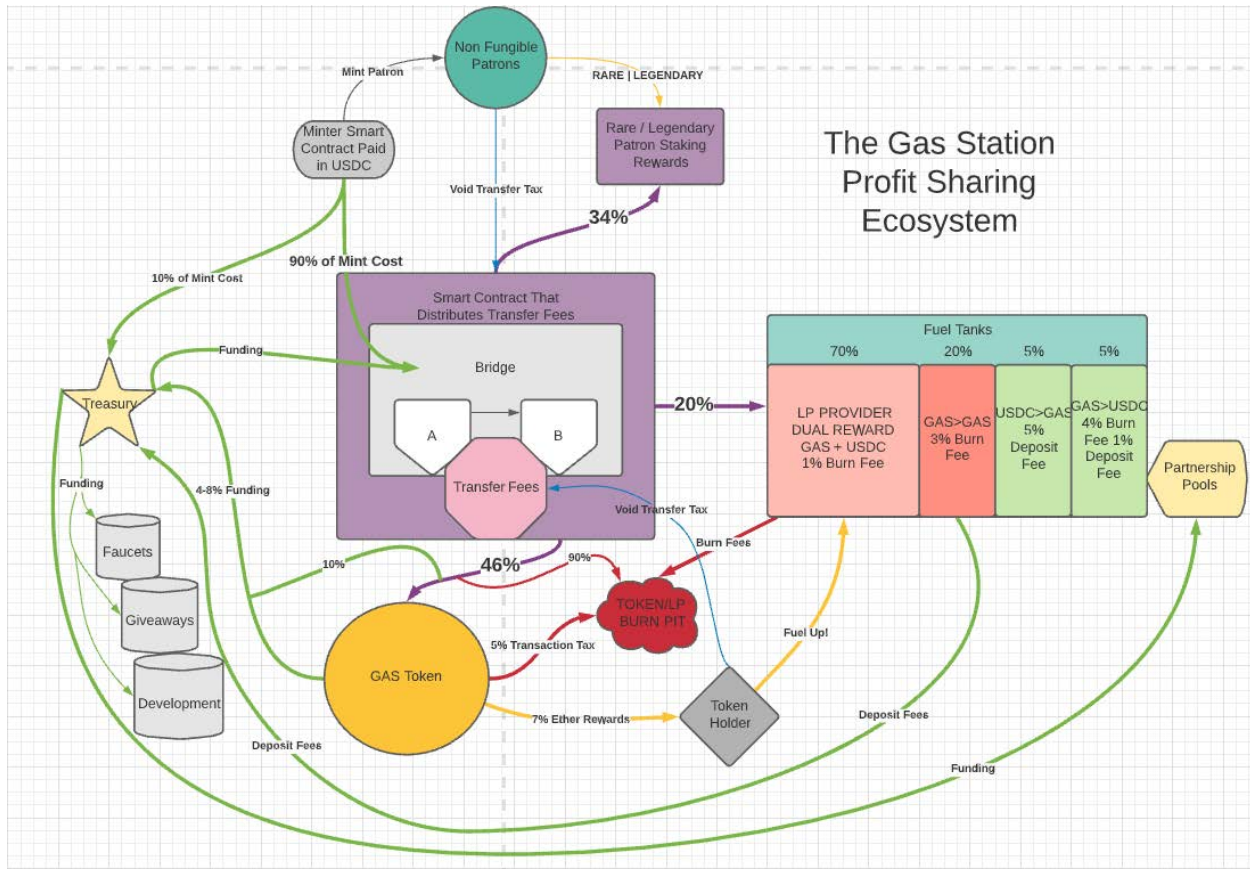 Non Fungible
Patrons
Mint Patron
RARE | LEGENDARY
Minter Smart
Contract Paid
in USDC
Rare / Legendary
Patron Staking
Rewards
The Gas Station
Profit Sharing
Ecosystem
Void Transfer Tax
34%
90% of Mint Cost
10% of Mint Cost
Smart Contract That
Distributes Transfer Fees
Fuel Tanks
70%
20%
5%
5%
Funding
Bridge
Treasury
A
B
20%
LP PROVIDER
DUAL REWARD
GAS + USDC
1% Burn Fee
GAS>GAS
3% Burn
Fee
USDC>GAS
5%
Deposit
Fee
GAS>USDC
4% Burn
Fee 1%
Deposit
Fee
Partnership
Pools
Funding
4-8% Funding
Transfer Fees
Void Transfer Tax
Faucets
Burn Fees
10%
46%
90%
TOKEN/LP
BURN PIT
Giveaways
5% Transaction Tax
Fuel Up!
GAS Token
Development
7% Ether Rewards
Token
Holder
Deposit Fees
Deposit Fees
Funding